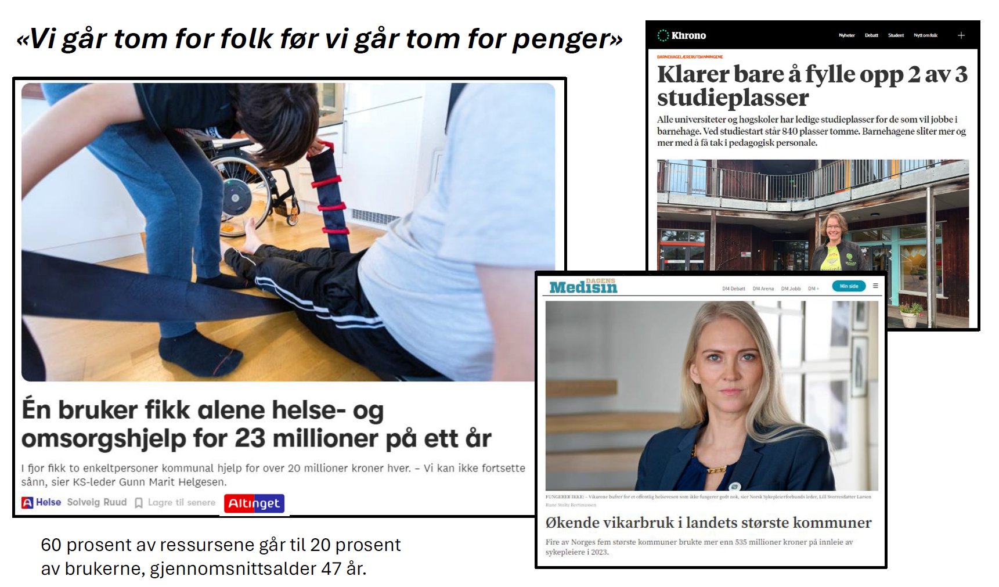 «Vi går tom for folk før vi går tom for penger»
Én bruker fikk alene helse- og
omsorgshjelp for 23 millioner på ett år
I fjor fikk to enkeltpersoner kommunal hjelp for over 20 millioner kroner hver. – Vi kan ikke fortsette
sånn, sier KS-leder Gunn Marit Helgesen.
A Helse Solveig Ruud Lagre til senere Altinget
60 prosent av ressursene går til 20 prosent
av brukerne, gjennomsnittsalder 47 år.
Khrono Nyheter Debatt Student Nytt om folk
BARNEHAGELÆRERUTDANNINGENE
Klarer bare å fylle opp 2 av 3
studieplasser
Alle universiteter og høgskoler har ledige studieplasser for de som vil jobbe i
barnehage. Ved studiestart står 840 plasser tomme. Barnehagene sliter mer og
mer med å få tak i pedagogisk personale.
DAGENS
Medisin DM Debatt DM Arena DM Jobb DM + Min side
FUNGERER IKKE: – Vikarene bufrer for et offentlig helsevesen som ikke fungerer godt nok, sier Norsk Sykepleierforbunds leder, Lill Sverresdatter Larsen
Rune Stoltz Bertinussen
Økende vikarbruk i landets største kommuner
Fire av Norges fem største kommuner brukte mer enn 535 millioner kroner på innleie av
sykepleiere i 2023.